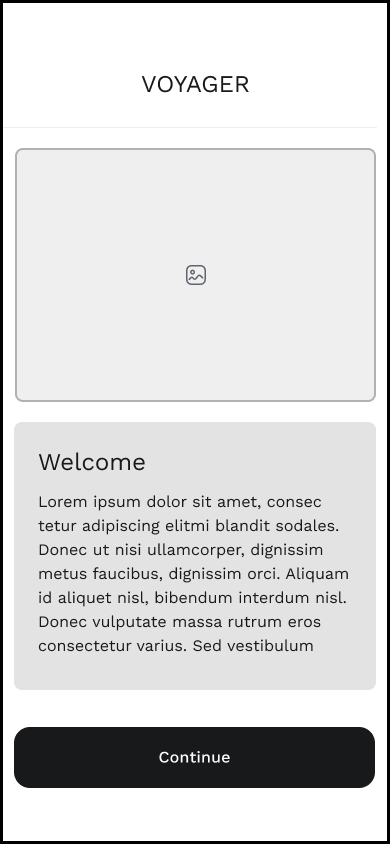 VOYAGER
Welcome
Lorem ipsum dolor sit amet, consec
tetur adipiscing elitmi blandit sodales.
Donec ut nisi ullamcorper, dignissim
metus faucibus, dignissim orci. Aliquam
id aliquet nisl, bibendum interdum nisl.
Donec vulputate massa rutrum eros
consectetur varius. Sed vestibulum
Continue